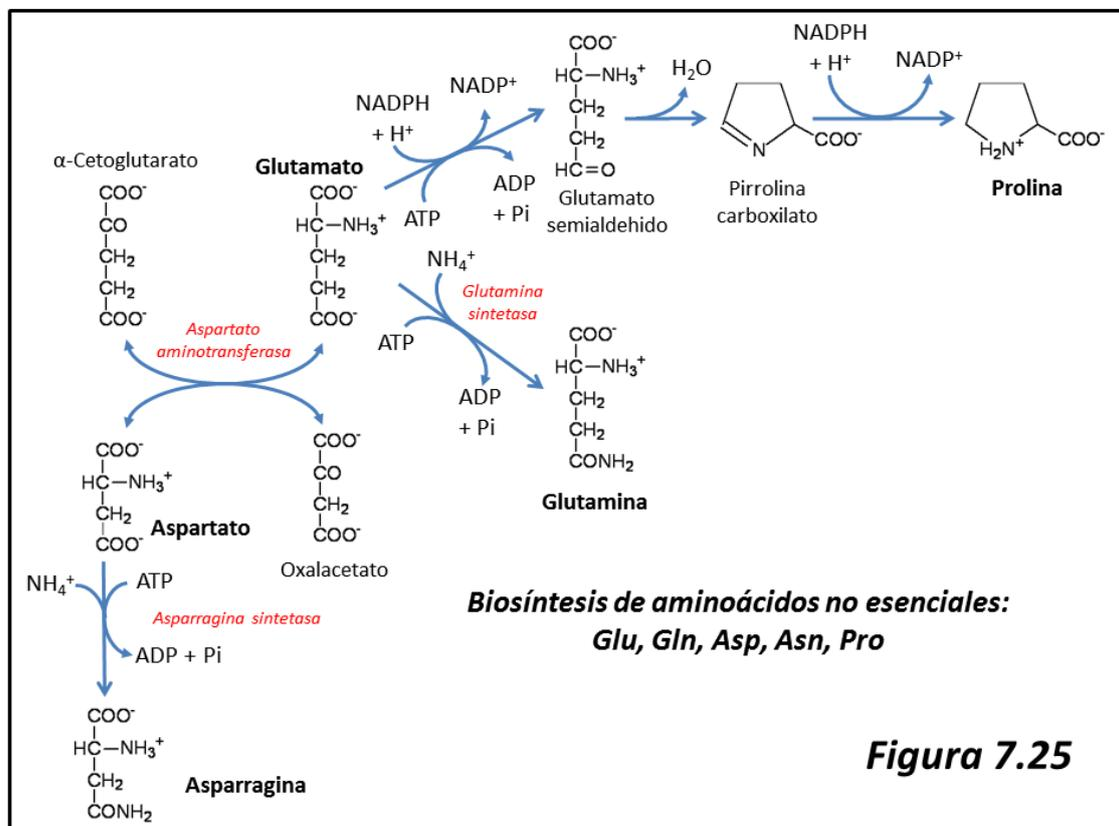 NADPH
+ H⁺
NADP⁺
ATP
ADP
+ Pi
COO⁻
HC—NH₃⁺
CH₂
CH₂
HC=O
Glutamato
semialdehido
H₂O
N
COO⁻
Pirrolina
carboxilato
NADPH
+ H⁺
NADP⁺
H₂N⁺
COO⁻
Prolina
α-Cetoglutarato
COO⁻
CO
CH₂
CH₂
COO⁻
Glutamato
COO⁻
HC—NH₃⁺
CH₂
CH₂
COO⁻
NH₄⁺
Glutamina
sintetasa
ATP
ADP
+ Pi
COO⁻
HC—NH₃⁺
CH₂
CH₂
CONH₂
Glutamina
Aspartato
aminotransferasa
COO⁻
HC—NH₃⁺
CH₂
COO⁻
Aspartato
COO⁻
CO
CH₂
COO⁻
Oxalacetato
NH₄⁺
ATP
Asparragina sintetasa
ADP + Pi
COO⁻
HC—NH₃⁺
CH₂
CONH₂
Asparragina
Biosíntesis de aminoácidos no esenciales:
Glu, Gln, Asp, Asn, Pro
Figura 7.25